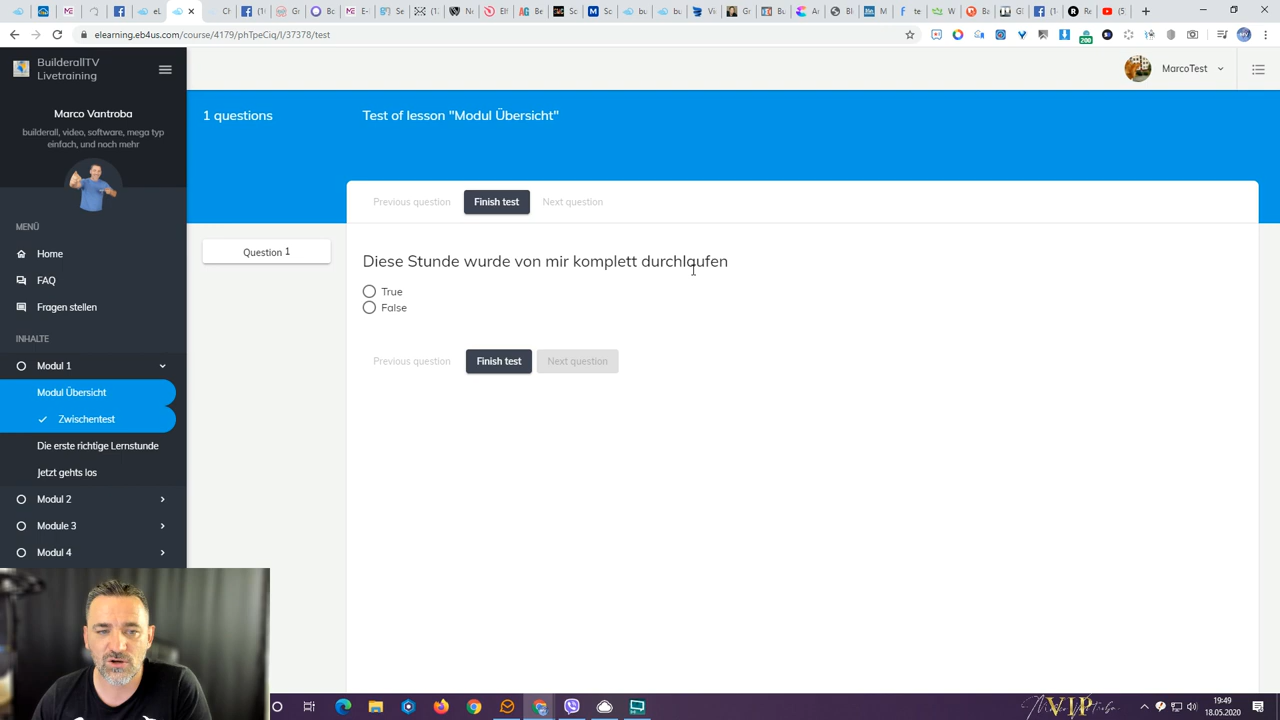 elearning.eb4us.com/course/4179/phTpeCiq/l/37378/test
200
BuilderallTV
Livetraining
MarcoTest
Marco Vantroba
builderall, video, software, mega typ
einfach, und noch mehr
MENÜ
Home
FAQ
Fragen stellen
INHALTE
Modul 1
Modul Übersicht
Zwischentest
Die erste richtige Lernstunde
Jetzt gehts los
Modul 2
Module 3
Modul 4
1 questions
Test of lesson "Modul Übersicht"
Previous question Finish test Next question
Question 1
Diese Stunde wurde von mir komplett durchlaufen
True
False
Previous question Finish test Next question
VIP
19:49
18.05.2020